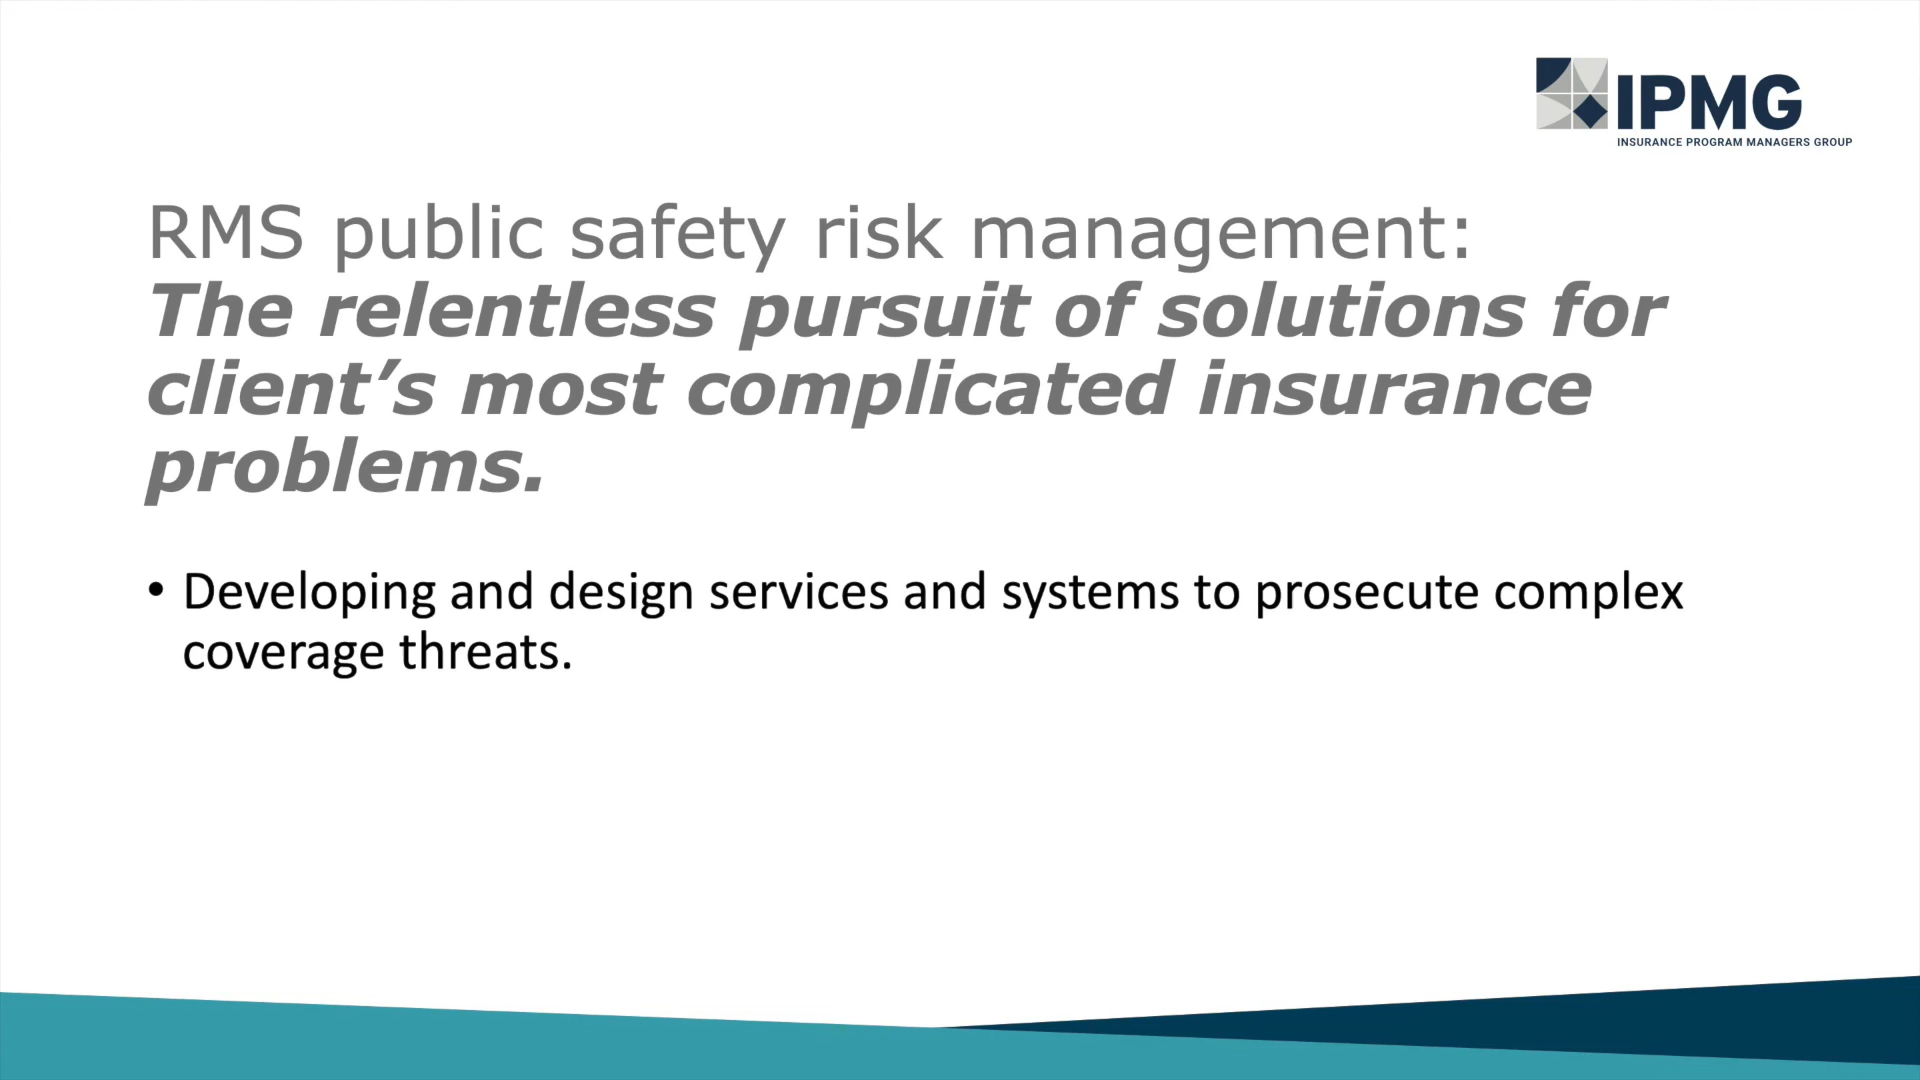 IPMG
INSURANCE PROGRAM MANAGERS GROUP
RMS public safety risk management:
The relentless pursuit of solutions for
client’s most complicated insurance
problems.
• Developing and design services and systems to prosecute complex
coverage threats.